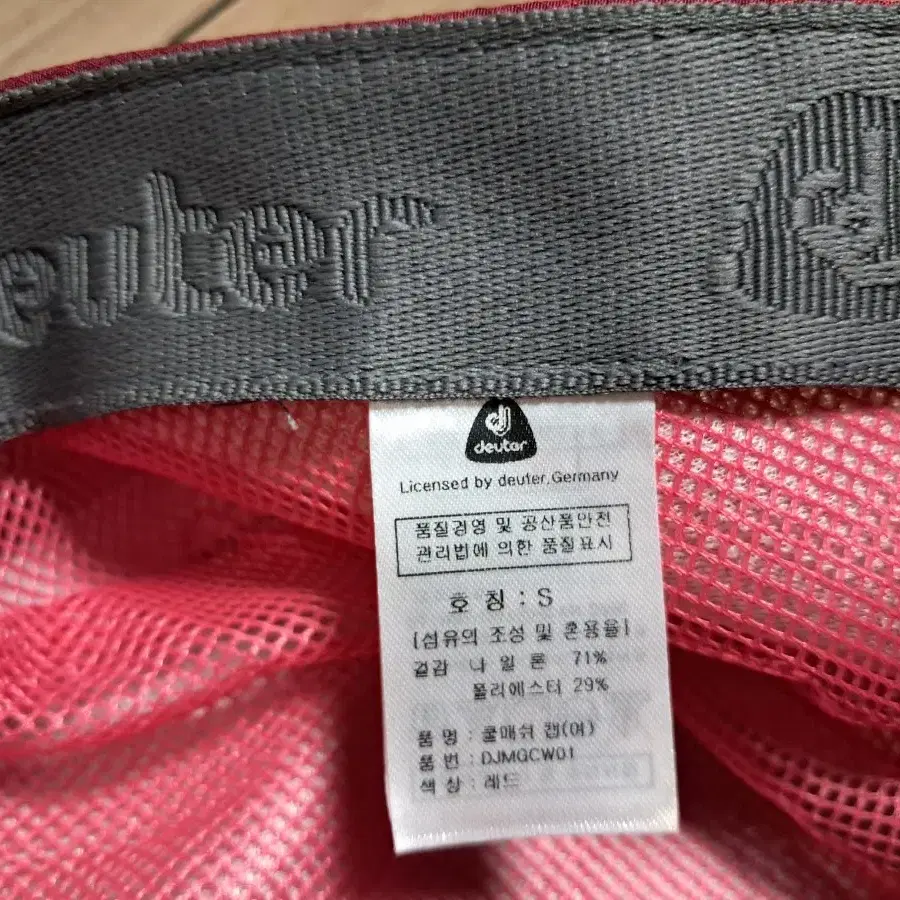 euter
deuter
Licensed by deuter.Germany
품질경영 및 공산품안전
관리법에 의한 품질표시
호 칭 : S
[섬유의 조성 및 혼용율]
겉감 나 일 론 71%
폴리에스터 29%
품 명 : 쿨매쉬 캡(여)
품 번 : DJMGCW01
색 상 : 레드